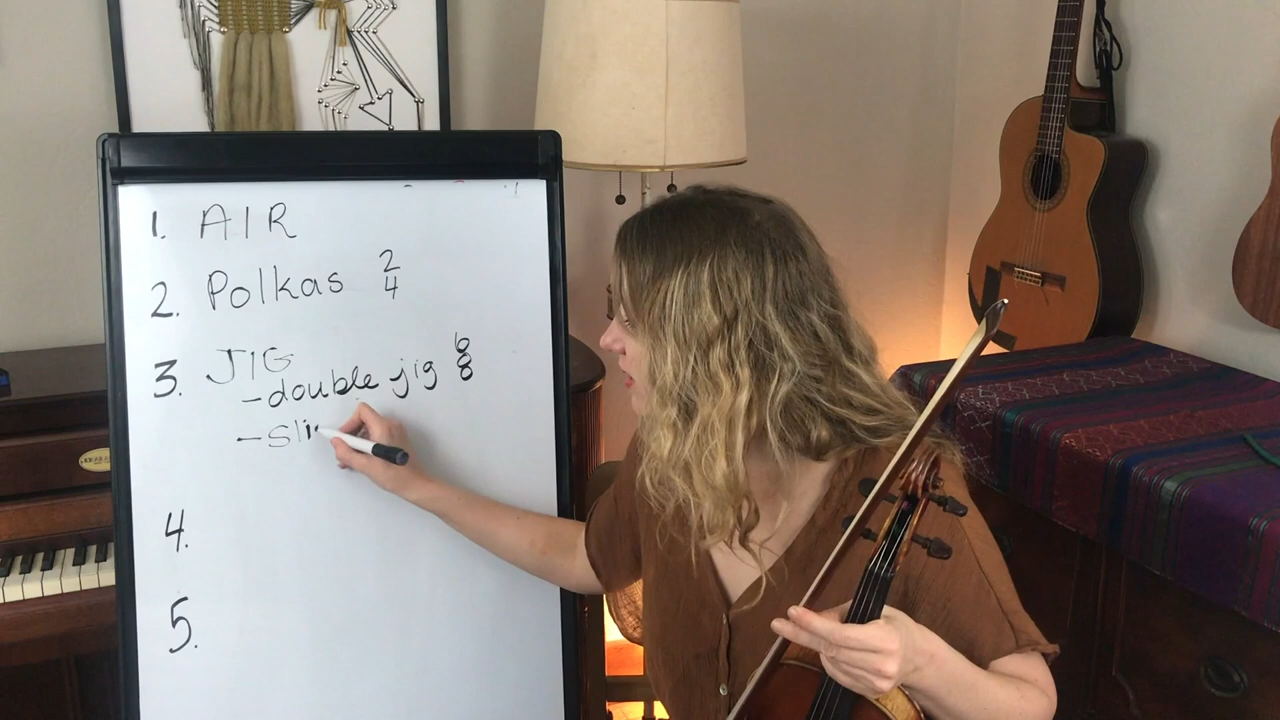 1. AIR
2. Polkas 2/4
3. JIG
- double jig 6/8
- sli
4.
5.